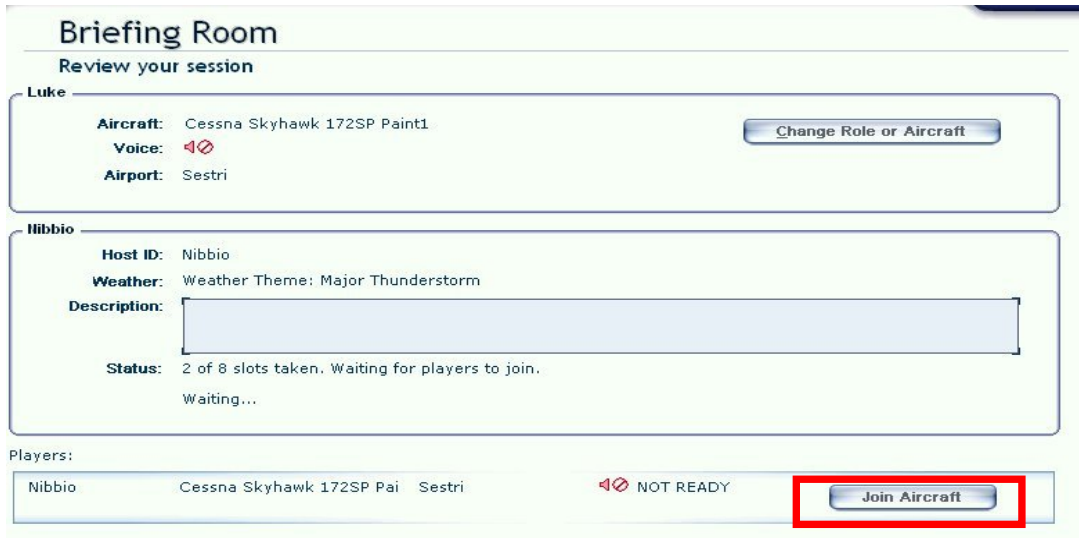 Briefing Room
Review your session
Luke
Aircraft: Cessna Skyhawk 172SP Paint1
Change Role or Aircraft
Voice:
Airport: Sestri
Nibbio
Host ID: Nibbio
Weather: Weather Theme: Major Thunderstorm
Description:
Status: 2 of 8 slots taken. Waiting for players to join.
Waiting...
Players:
Nibbio Cessna Skyhawk 172SP Pai Sestri NOT READY Join Aircraft